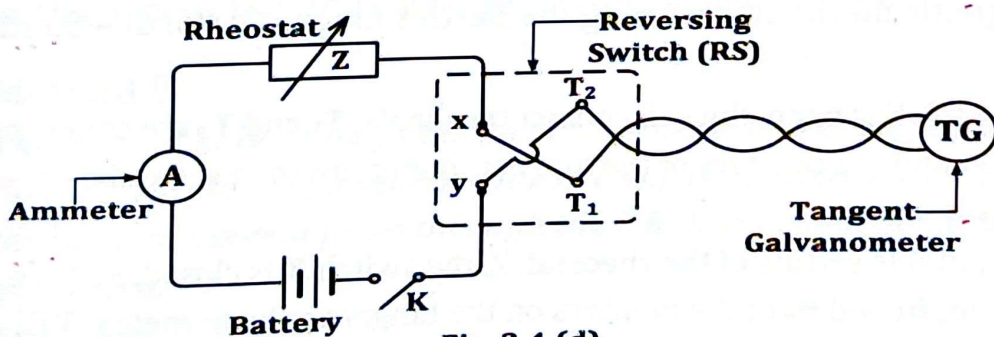 Rheostat
Z
Reversing
Switch (RS)
T2
x
TG
A
y
T1
Ammeter
Tangent
Galvanometer
K
Battery